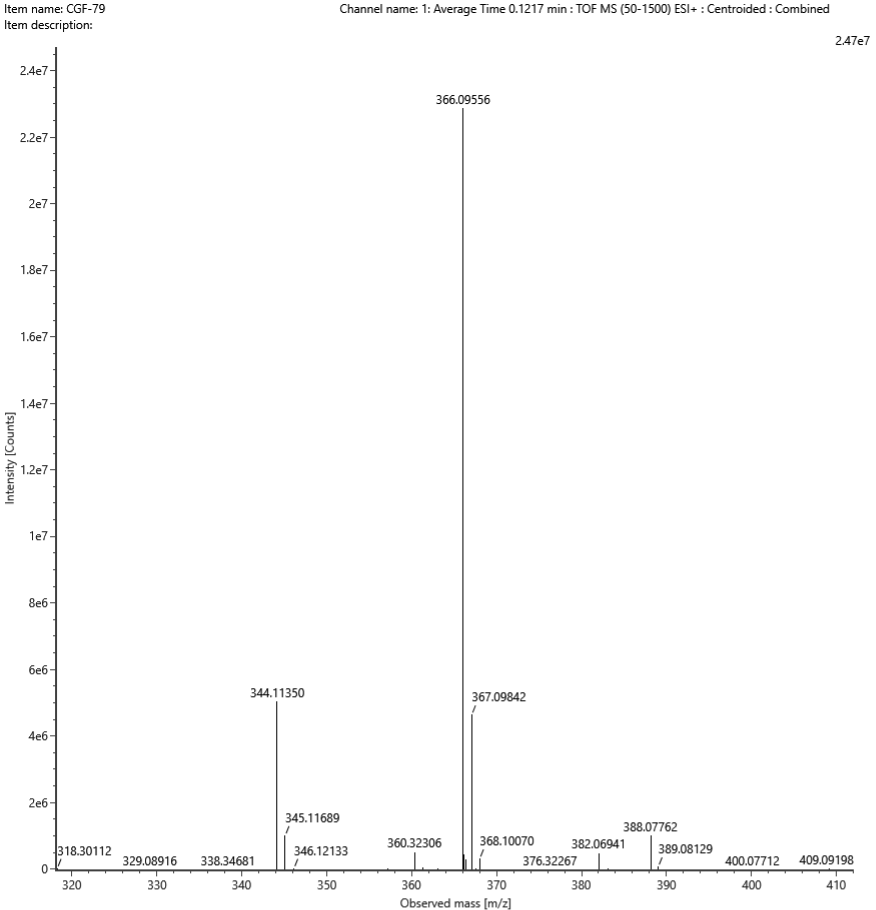 Item name: CGF-79
Channel name: 1: Average Time 0.1217 min : TOF MS (50-1500) ESI+ : Centroided : Combined
Item description:
2.47e7
2.4e7
366.09556
2.2e7
2e7
1.8e7
1.6e7
1.4e7
Intensity [Counts]
1.2e7
1e7
8e6
6e6
344.11350
367.09842
4e6
2e6
345.11689
388.07762
318.30112
329.08916
338.34681
346.12133
360.32306
368.10070
376.32267
382.06941
389.08129
400.07712
409.09198
0
320
330
340
350
360
370
380
390
400
410
Observed mass [m/z]